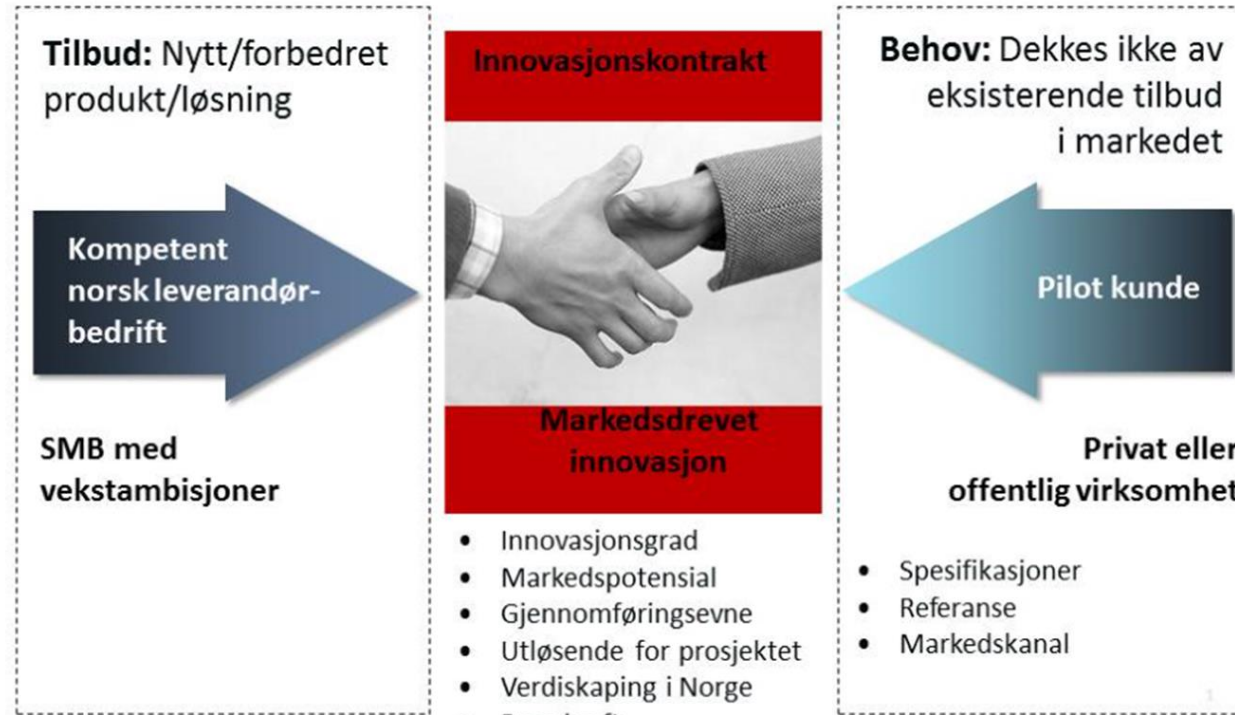 Tilbud: Nytt/forbedret
produkt/løsning
Kompetent
norsk leverandør-
bedrift
SMB med
vekstambisjoner
Innovasjonskontrakt
Markedsdrevet
innovasjon
• Innovasjonsgrad
• Markedspotensial
• Gjennomføringsevne
• Utløsende for prosjektet
• Verdiskaping i Norge
Behov: Dekkes ikke av
eksisterende tilbud
i markedet
Pilot kunde
Privat eller
offentlig virksomhet
• Spesifikasjoner
• Referanse
• Markedskanal
1